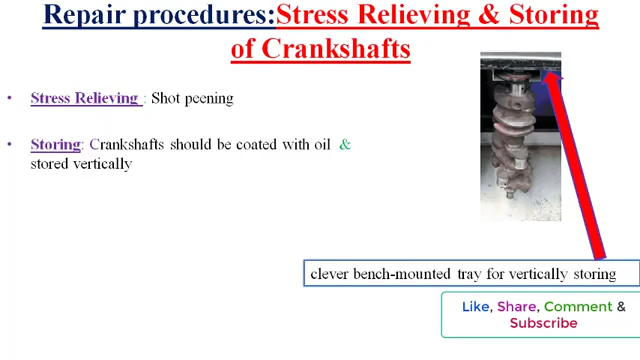 Repair procedures:Stress Relieving & Storing
of Crankshafts
• Stress Relieving : Shot peening
• Storing: Crankshafts should be coated with oil & 
stored vertically
clever bench-mounted tray for vertically storing
Like, Share, Comment &
Subscribe